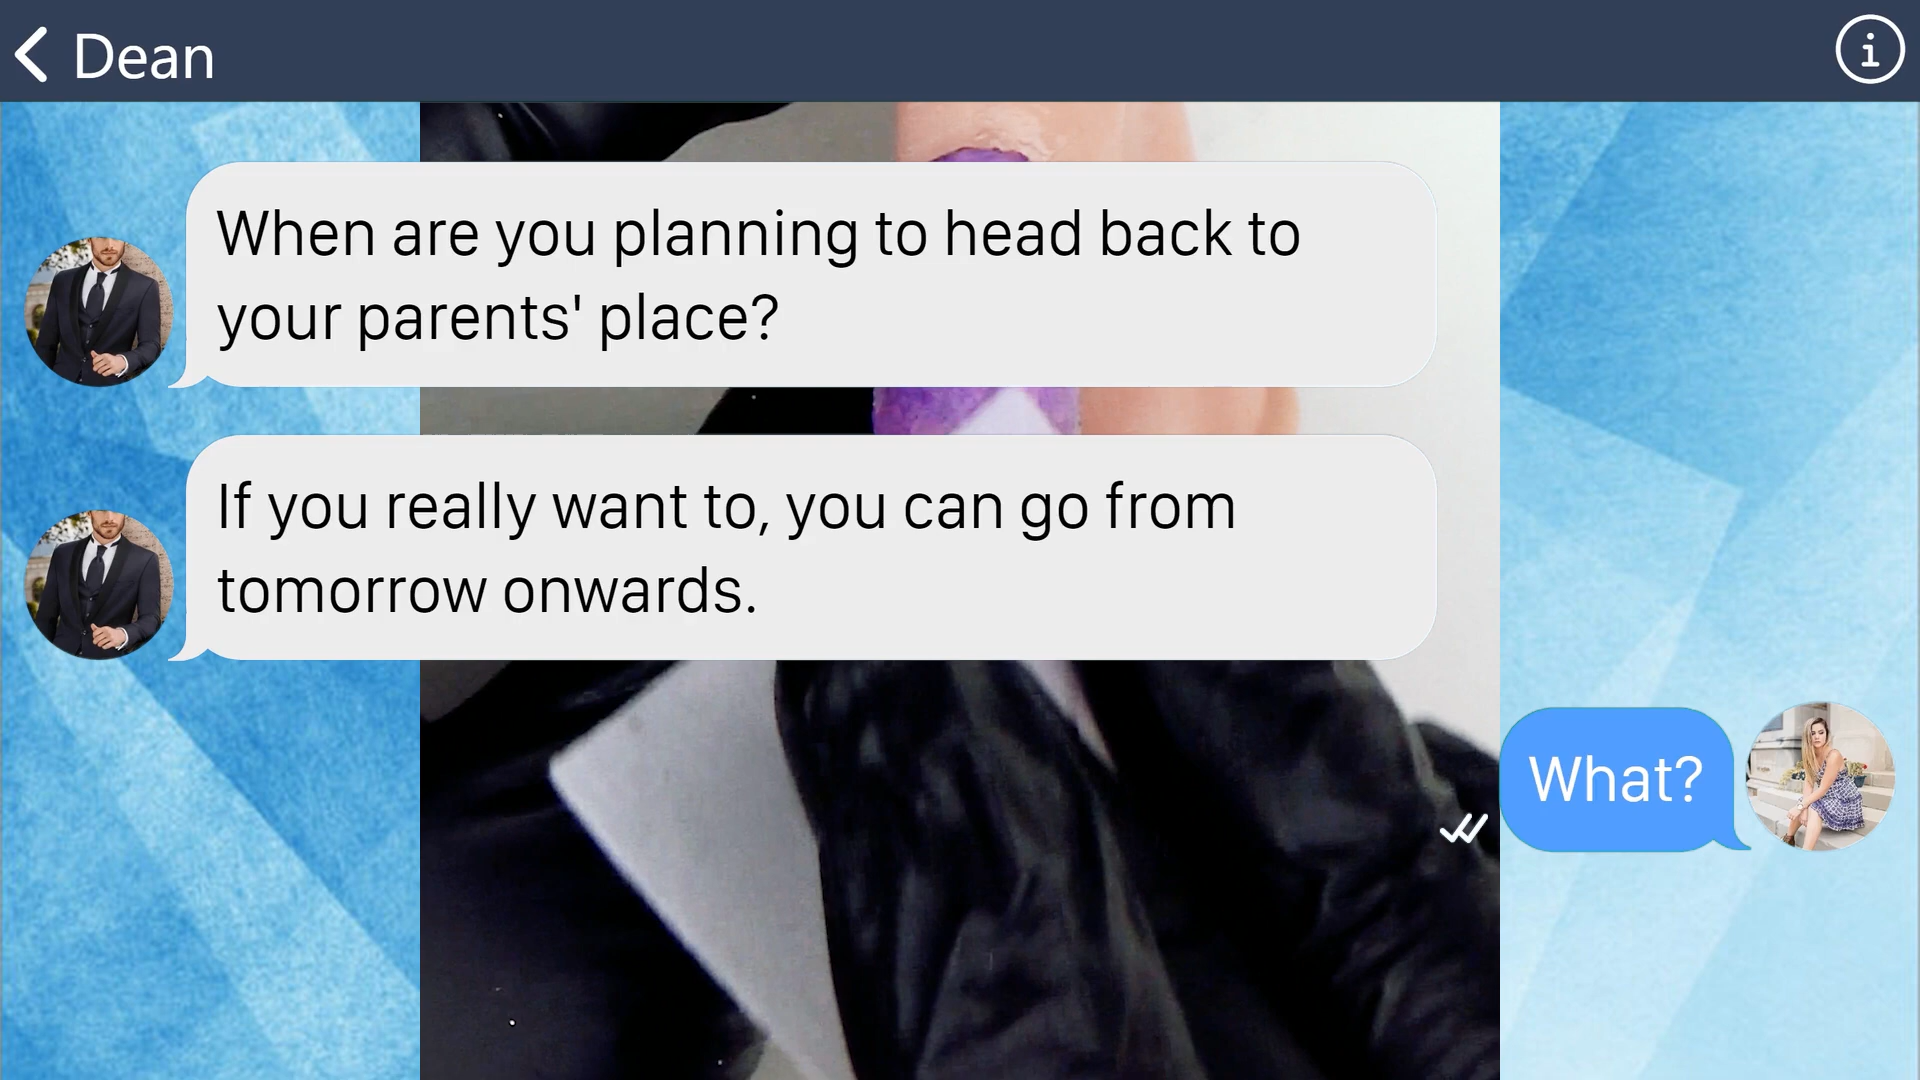 Dean
When are you planning to head back to
your parents' place?
If you really want to, you can go from
tomorrow onwards.
What?